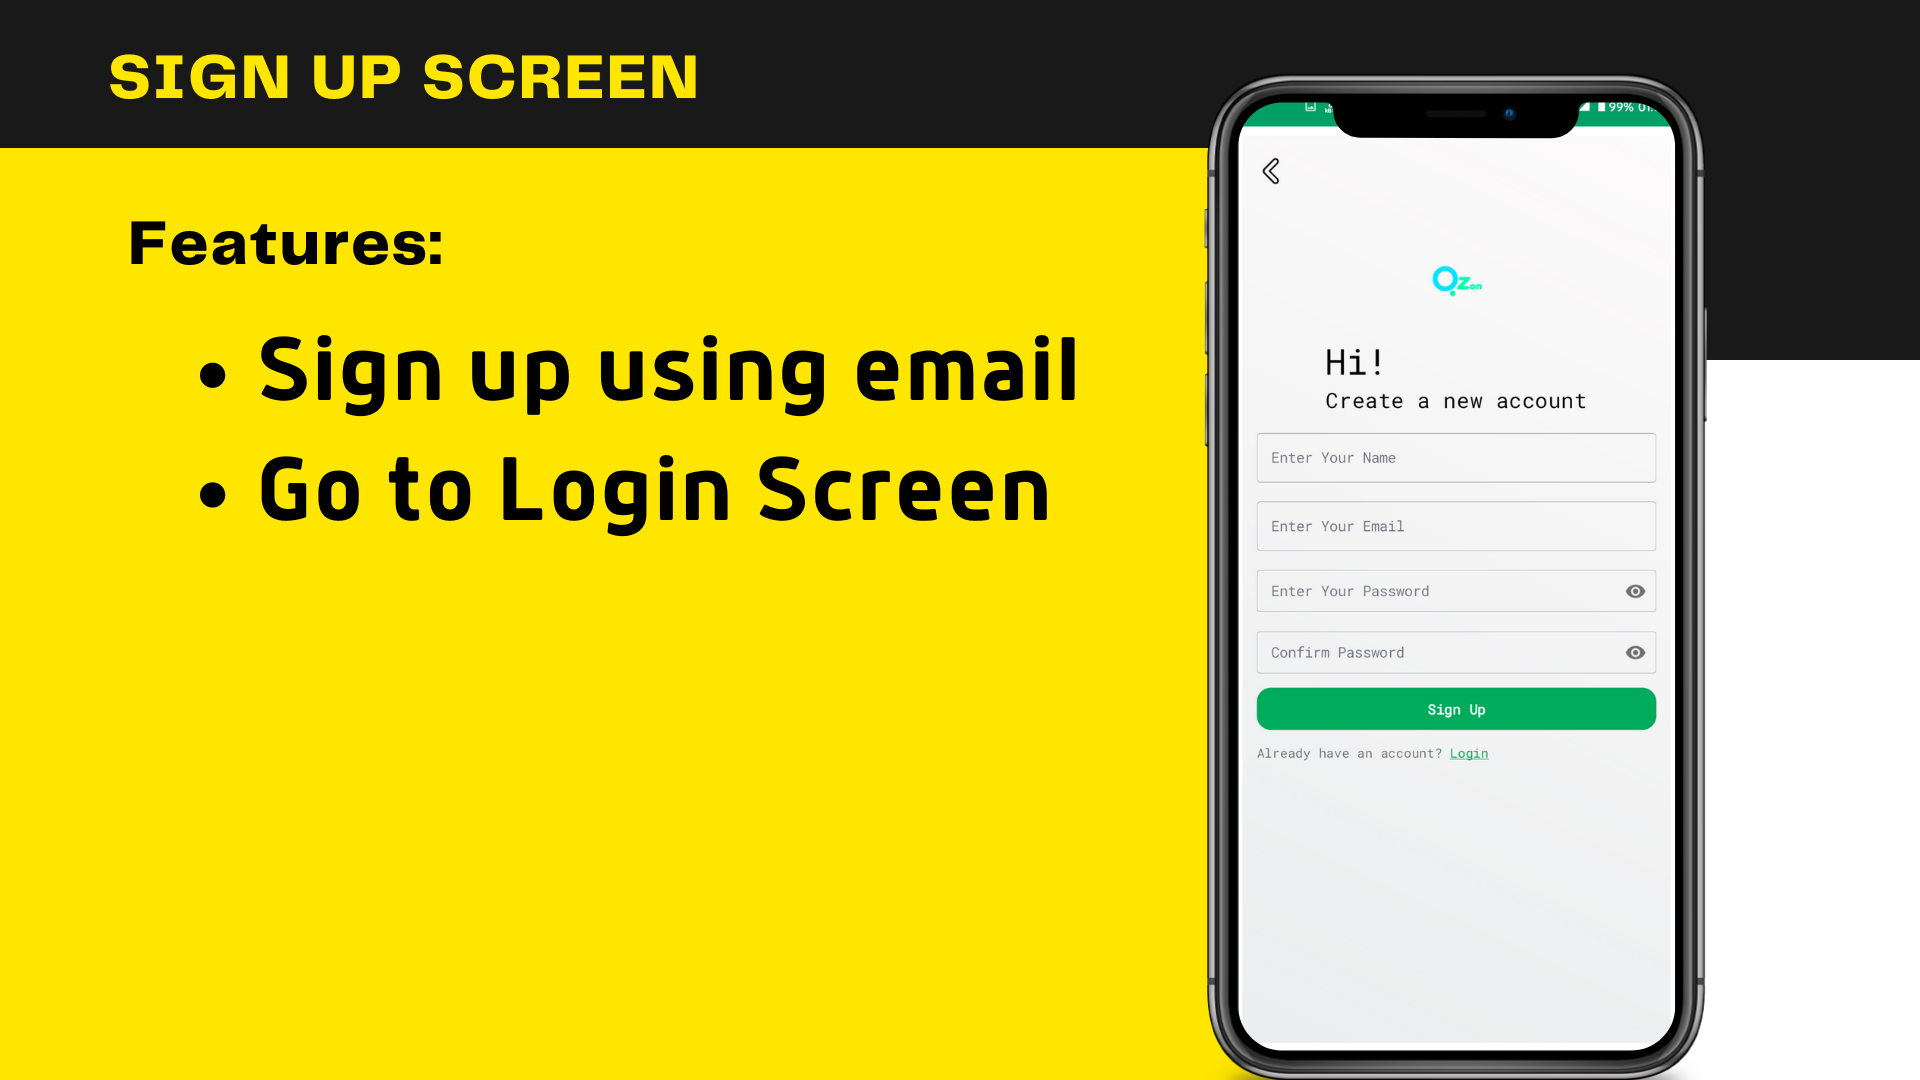 SIGN UP SCREEN
Features:
• Sign up using email
• Go to Login Screen
99%
Qzon
Hi!
Create a new account
Enter Your Name
Enter Your Email
Enter Your Password
Confirm Password
Sign Up
Already have an account? Login